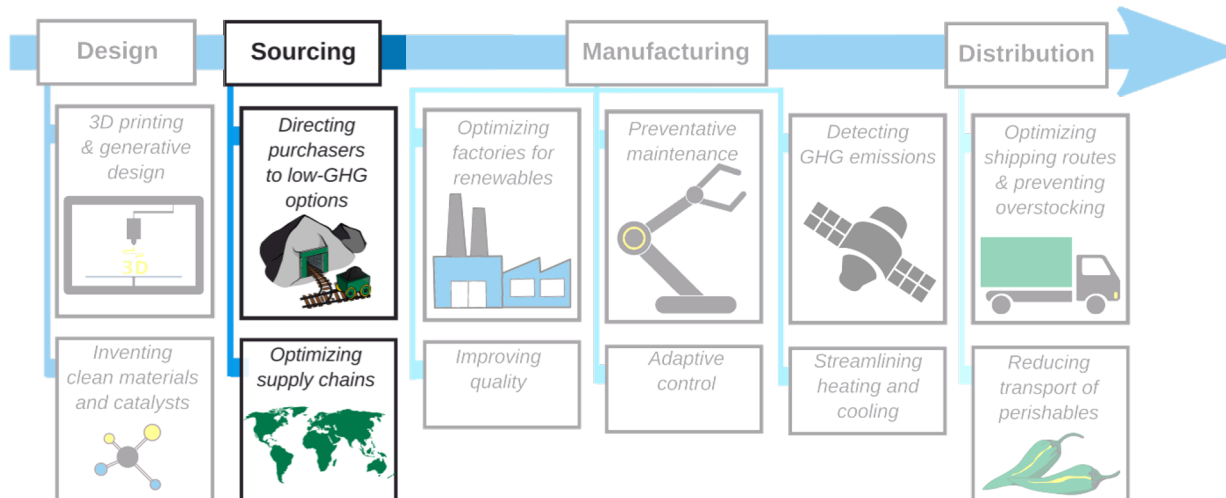 Design
Sourcing
Manufacturing
Distribution
3D printing
& generative
design
3D
Inventing
clean materials
and catalysts
Directing
purchasers
to low-GHG
options
Optimizing
supply chains
Optimizing
factories for
renewables
Improving
quality
Preventative
maintenance
Adaptive
control
Detecting
GHG emissions
Streamlining
heating and
cooling
Optimizing
shipping routes
& preventing
overstocking
Reducing
transport of
perishables